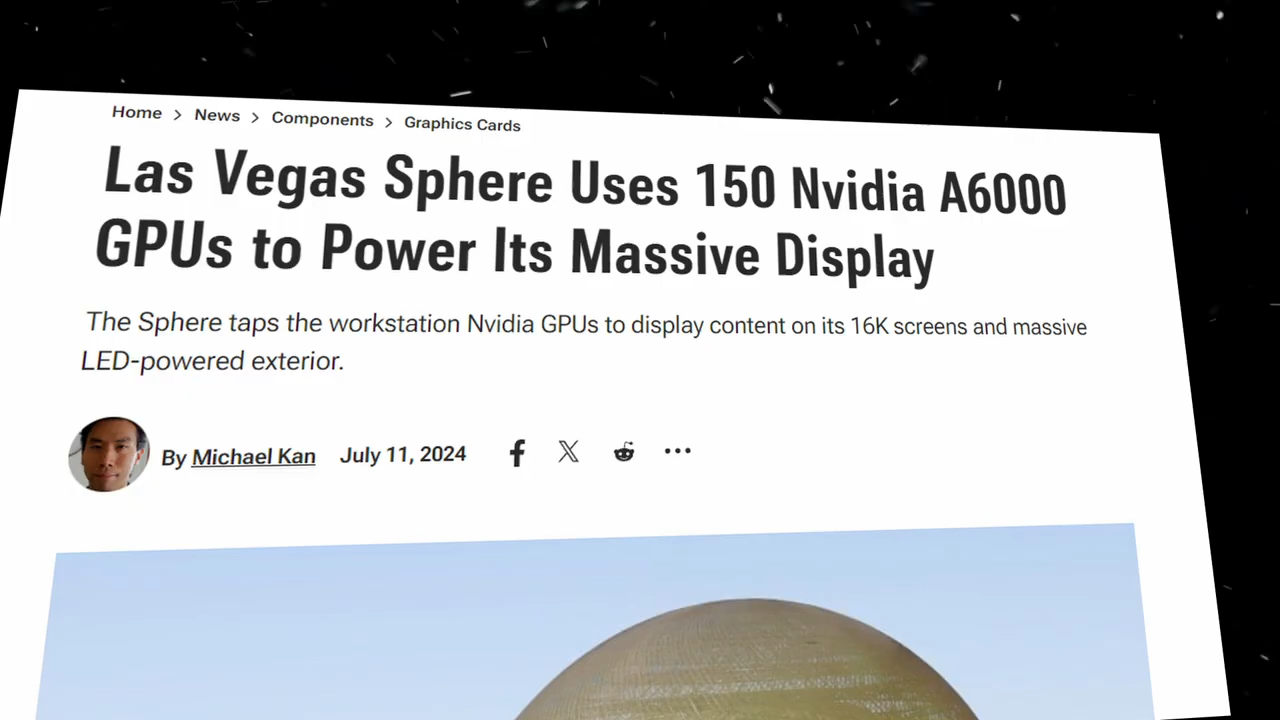 Home > News > Components > Graphics Cards
Las Vegas Sphere Uses 150 Nvidia A6000
GPUs to Power Its Massive Display
The Sphere taps the workstation Nvidia GPUs to display content on its 16K screens and massive
LED-powered exterior.
By Michael Kan July 11, 2024